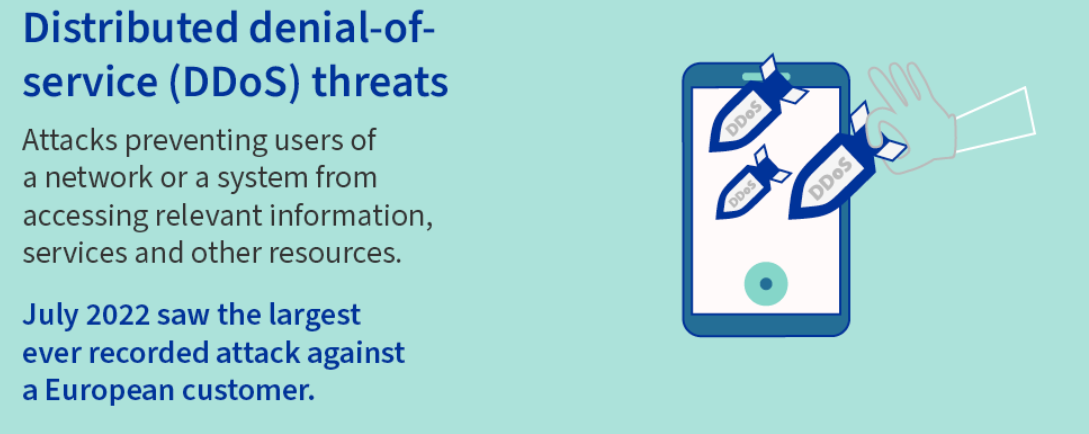 Distributed denial-of-
service (DDoS) threats
Attacks preventing users of
a network or a system from
accessing relevant information,
services and other resources.
July 2022 saw the largest
ever recorded attack against
a European customer.
DDoS
DDoS
DDoS